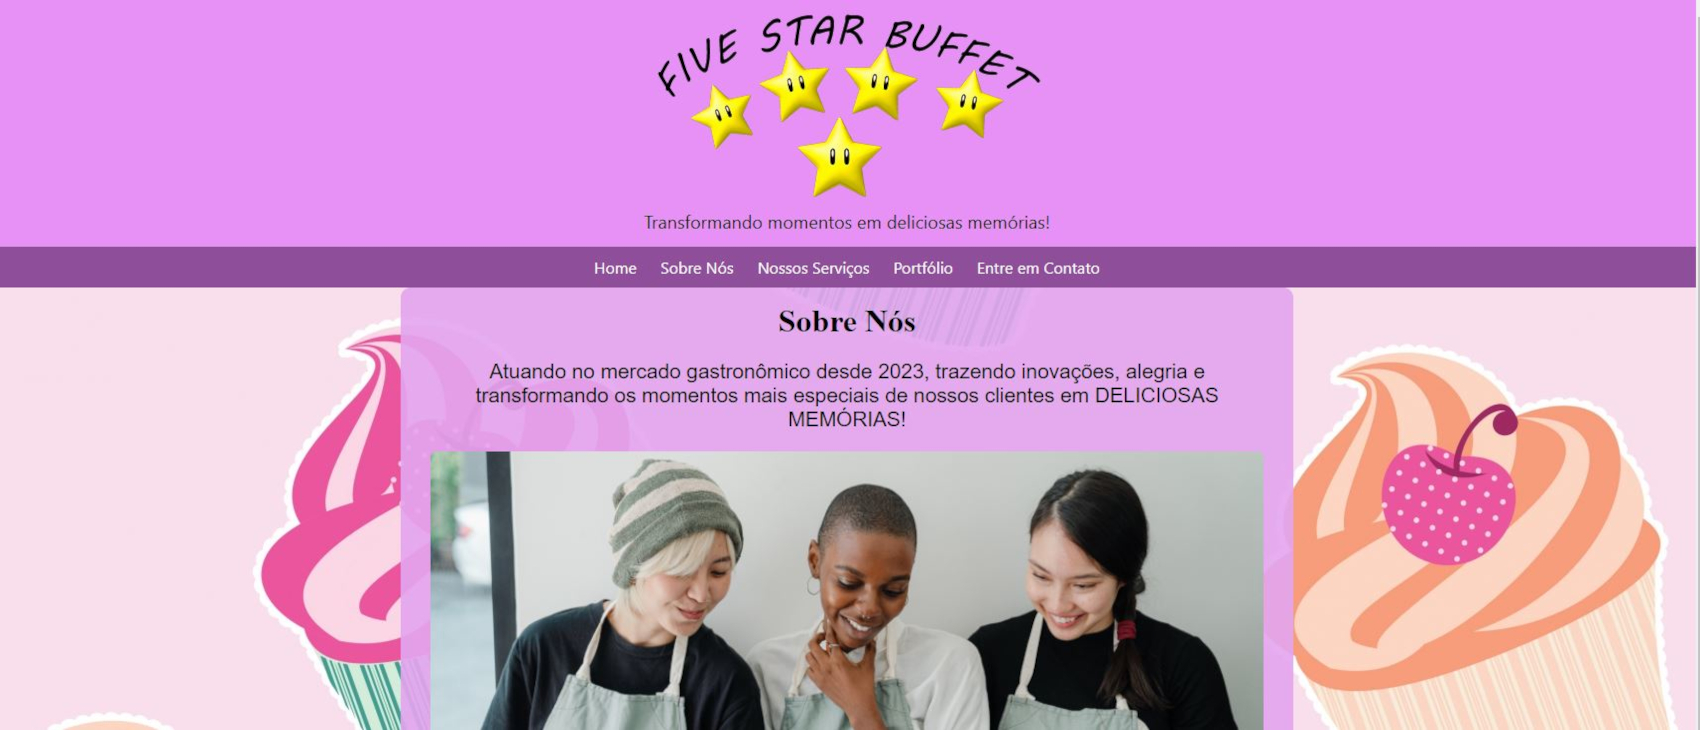 FIVE STAR BUFFET
Transformando momentos em deliciosas memórias!
Home Sobre Nós Nossos Serviços Portfólio Entre em Contato
Sobre Nós
Atuando no mercado gastronômico desde 2023, trazendo inovações, alegria e
transformando os momentos mais especiais de nossos clientes em DELICIOSAS
MEMÓRIAS!